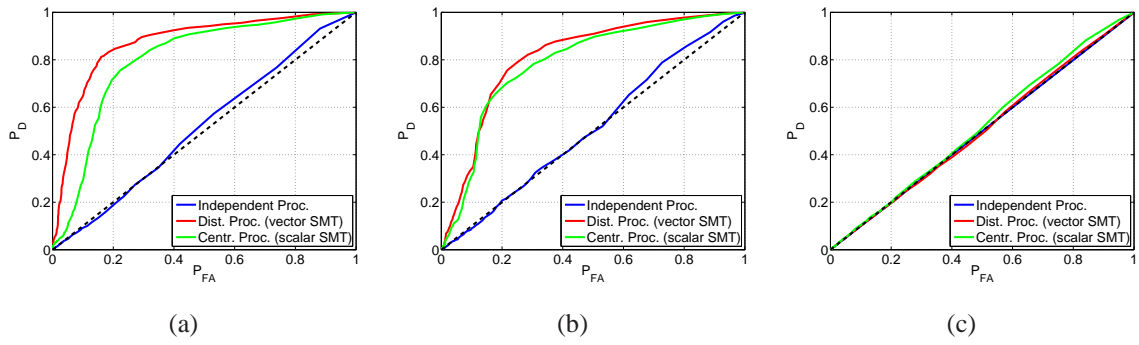 1
0.8
0.6
0.4
0.2
0
P_D
0 0.2 0.4 0.6 0.8 1
P_FA
Independent Proc.
Dist. Proc. (vector SMT)
Centr. Proc. (scalar SMT)
(a)
1
0.8
0.6
0.4
0.2
0
P_D
0 0.2 0.4 0.6 0.8 1
P_FA
Independent Proc.
Dist. Proc. (vector SMT)
Centr. Proc. (scalar SMT)
(b)
1
0.8
0.6
0.4
0.2
0
P_D
0 0.2 0.4 0.6 0.8 1
P_FA
Independent Proc.
Dist. Proc. (vector SMT)
Centr. Proc. (scalar SMT)
(c)